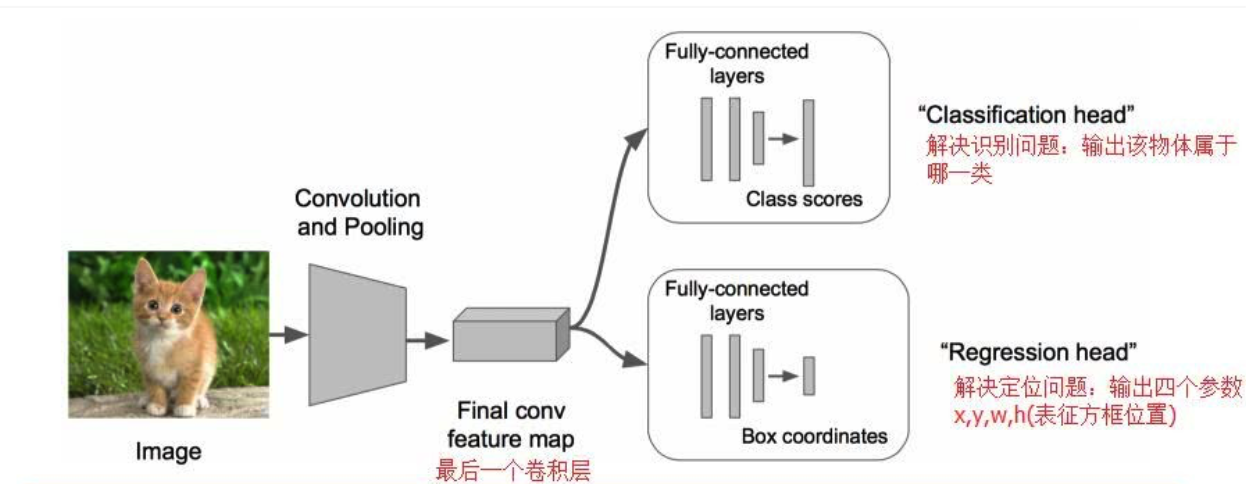 Fully-connected
layers
Class scores
“Classification head”
解决识别问题：输出该物体属于
哪一类
Convolution
and Pooling
Image
Final conv
feature map
最后一个卷积层
Fully-connected
layers
Box coordinates
“Regression head”
解决定位问题：输出四个参数
x,y,w,h(表征方框位置)